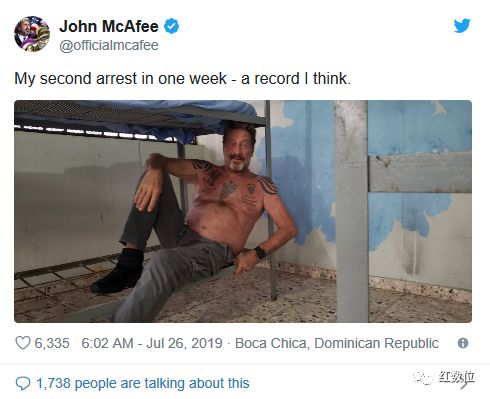 John McAfee
@officialmcafee
My second arrest in one week - a record I think.
6,335 6:02 AM - Jul 26, 2019 · Boca Chica, Dominican Republic
1,738 people are talking about this
红数位